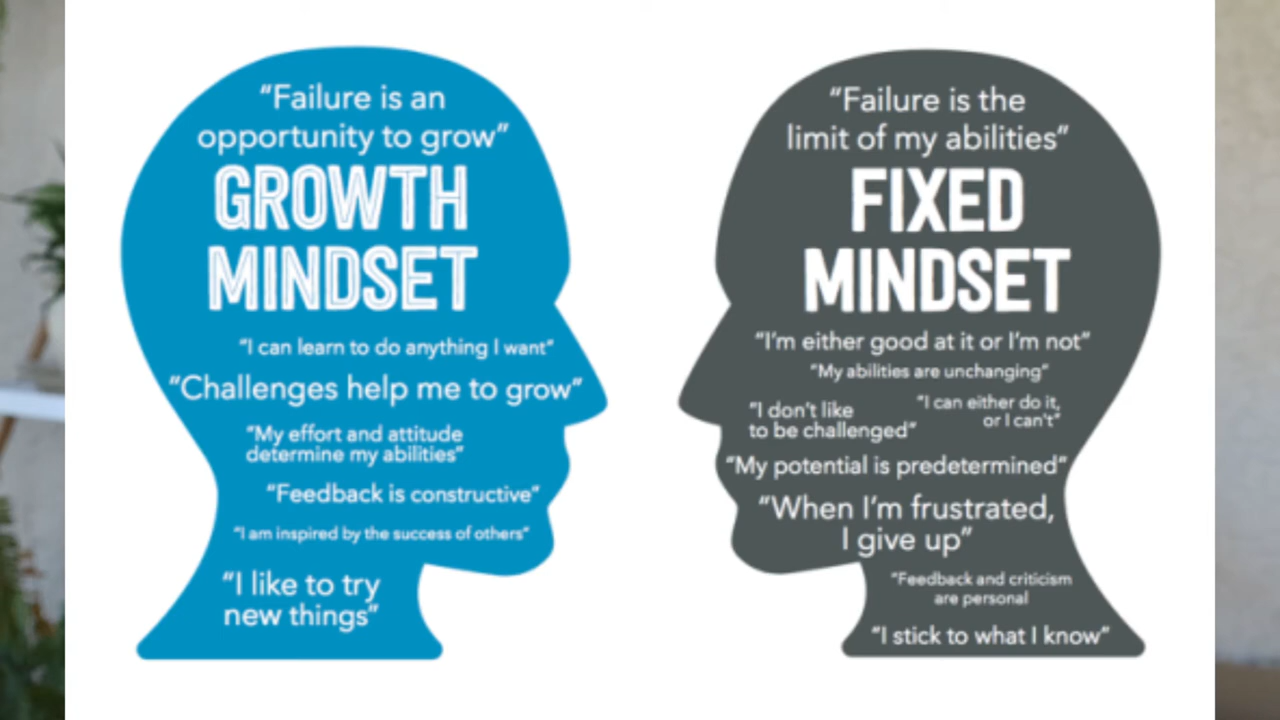 “Failure is an
opportunity to grow”
GROWTH
MINDSET
“I can learn to do anything I want”
“Challenges help me to grow”
“My effort and attitude
determine my abilities”
“Feedback is constructive”
“I am inspired by the success of others”
“I like to try
new things”
“Failure is the
limit of my abilities”
FIXED
MINDSET
“I’m either good at it or I’m not”
“My abilities are unchanging”
“I don’t like
to be challenged”
“I can either do it,
or I can't”
“My potential is predetermined”
“When I’m frustrated,
I give up”
“Feedback and criticism
are personal
“I stick to what I know”